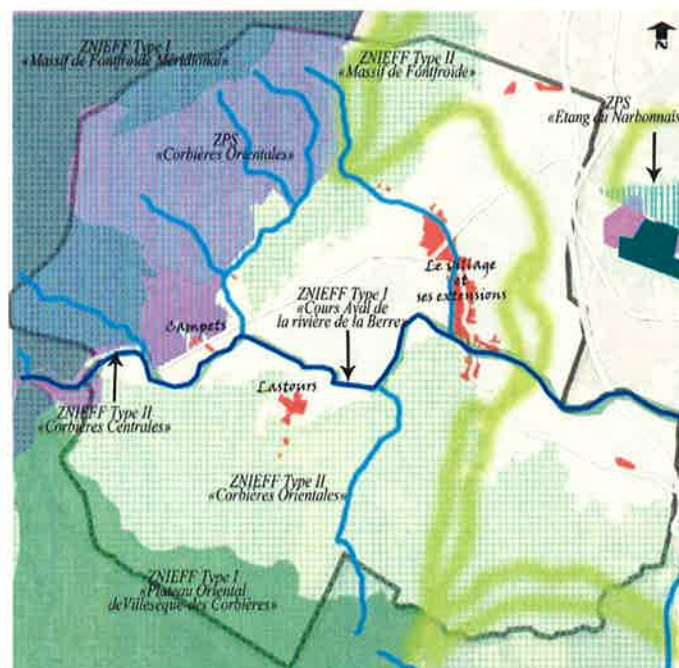 ZNIEFF Type I
«Massif de Fontfroide Méridional»
ZNIEFF Type II
«Massif de Fontfroide»
N
ZPS
«Etang du Narbonnais
ZPS
«Corbières Orientales»
Le village
et
ses extensions
ZNIEFF Type I
«Cours Aval de
la rivière de la Berre»
Campets
Lastours
ZNIEFF Type II
«Corbières Centrales»
ZNIEFF Type II
«Corbières Orientales»
ZNIEFF Type I
«Plateau Oriental
de Villesèque des Corbières»